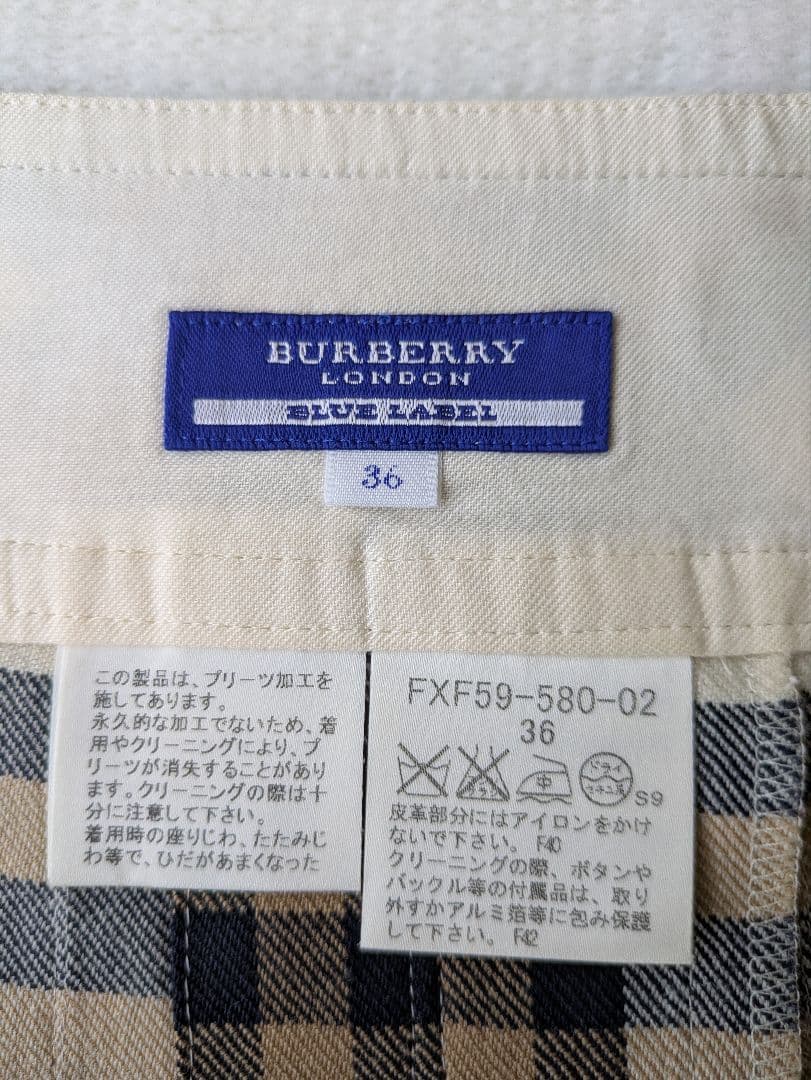 BURBERRY
LONDON
BLUE LABEL
36
この製品は、プリーツ加工を
施してあります。
永久的な加工でないため、着
用やクリーニングにより、プ
リーツが消失することがあり
ます。クリーニングの際は十
分に注意して下さい。
着用時の座りじわ、たたみじ
わ等で、ひだがあまくなった
FXF59-580-02
36
中
ドライ
S9
皮革部分にはアイロンをかけ
ないで下さい。 F40
クリーニングの際、ボタンや
バックル等の付属品は、取り
外すかアルミ箔等に包み保護
して下さい。 F42